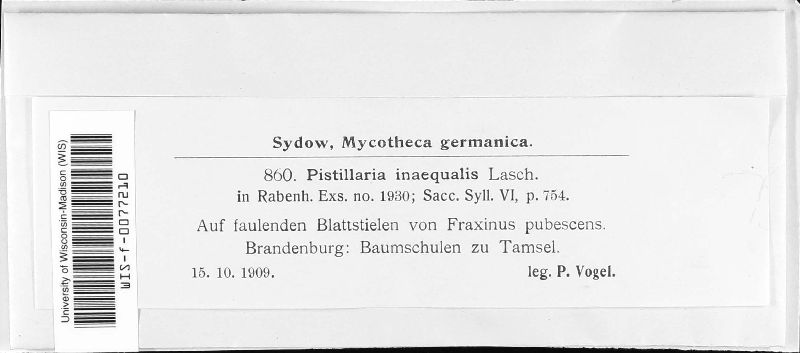 Sydow, Mycotheca germanica.
860. Pistillaria inaequalis Lasch.
in Rabenh. Exs. no. 1930; Sacc. Syll. VI, p. 754.
Auf faulenden Blattstielen von Fraxinus pubescens.
Brandenburg: Baumschulen zu Tamsel.
15. 10. 1909. leg. P. Vogel.
University of Wisconsin-Madison (WIS)
WIS-f-0077210